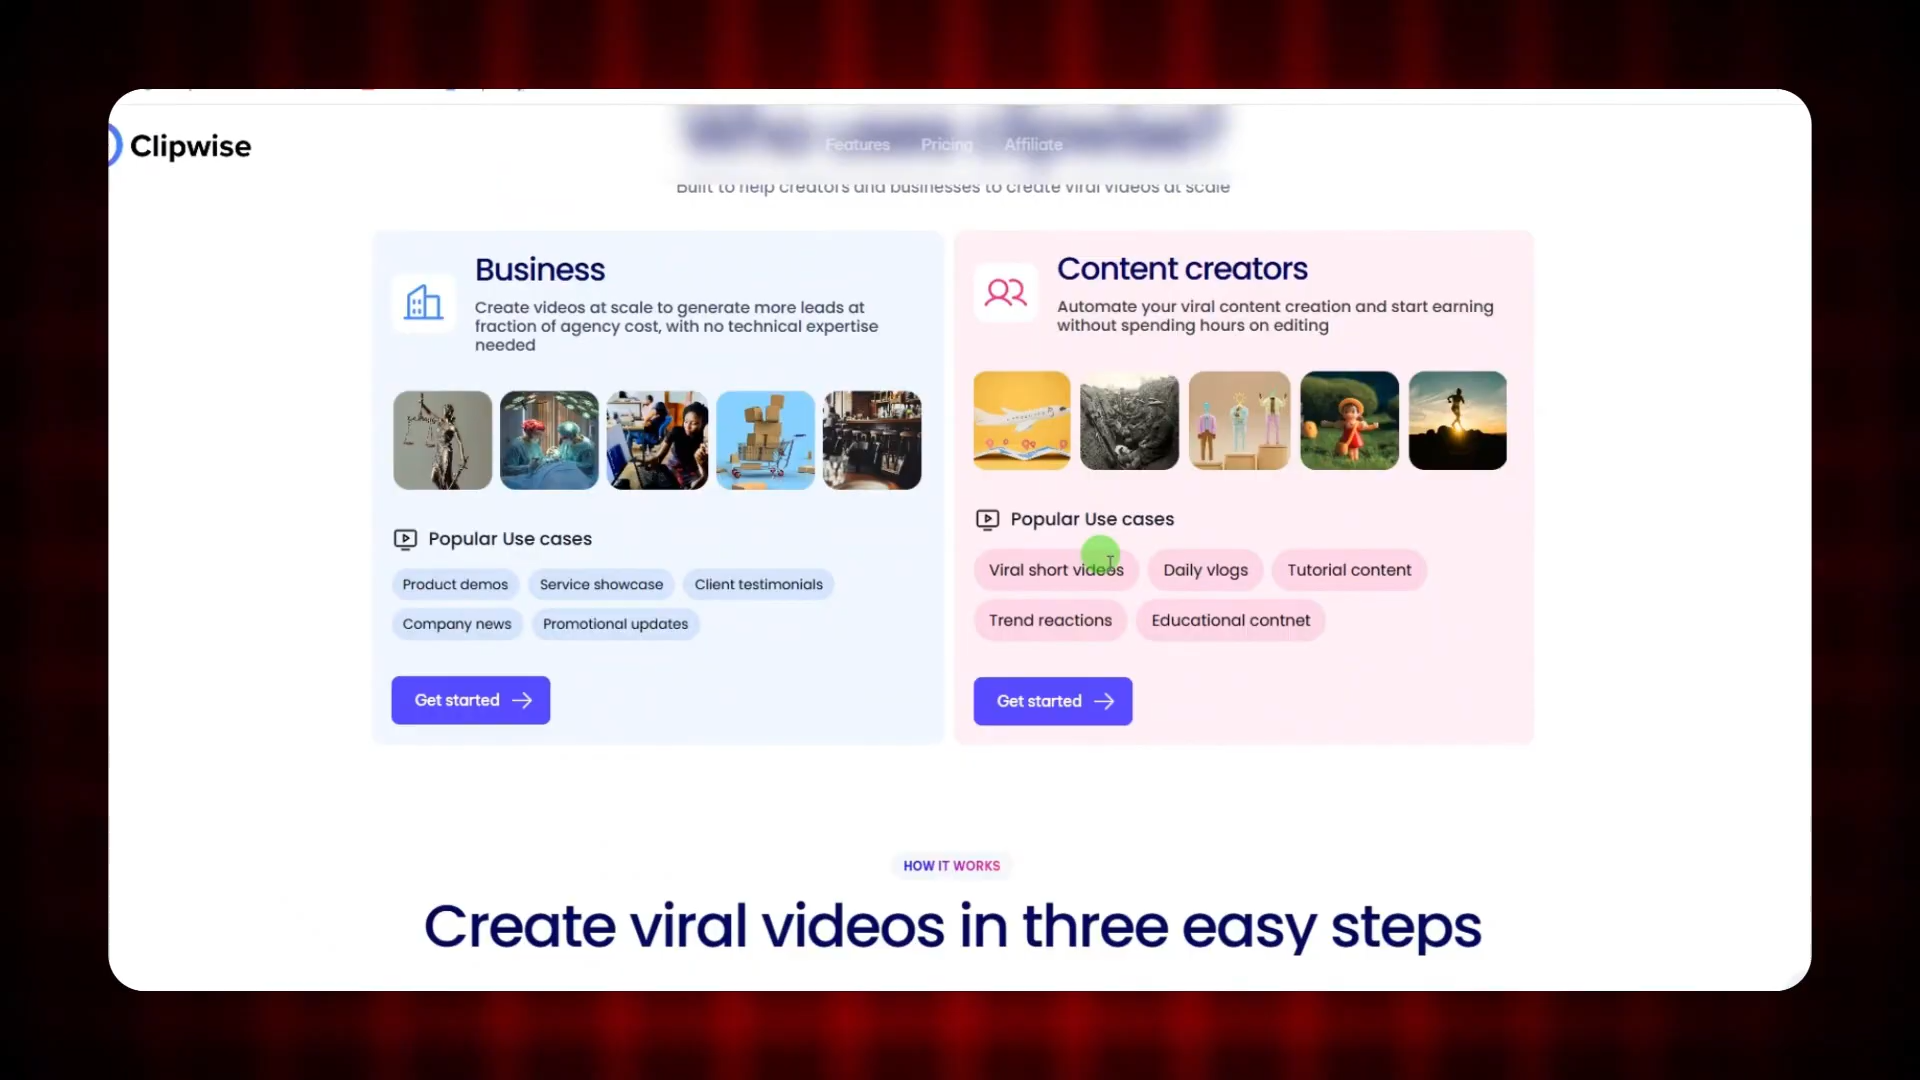 Clipwise
Who uses clipwise?
Features Pricing Affiliate
Built to help creators and businesses to create viral videos at scale
Business
Create videos at scale to generate more leads at
fraction of agency cost, with no technical expertise
needed
Popular Use cases
Product demos Service showcase Client testimonials
Company news Promotional updates
Get started
Content creators
Automate your viral content creation and start earning
without spending hours on editing
Popular Use cases
Viral short videos Daily vlogs Tutorial content
Trend reactions Educational contnet
Get started
HOW IT WORKS
Create viral videos in three easy steps